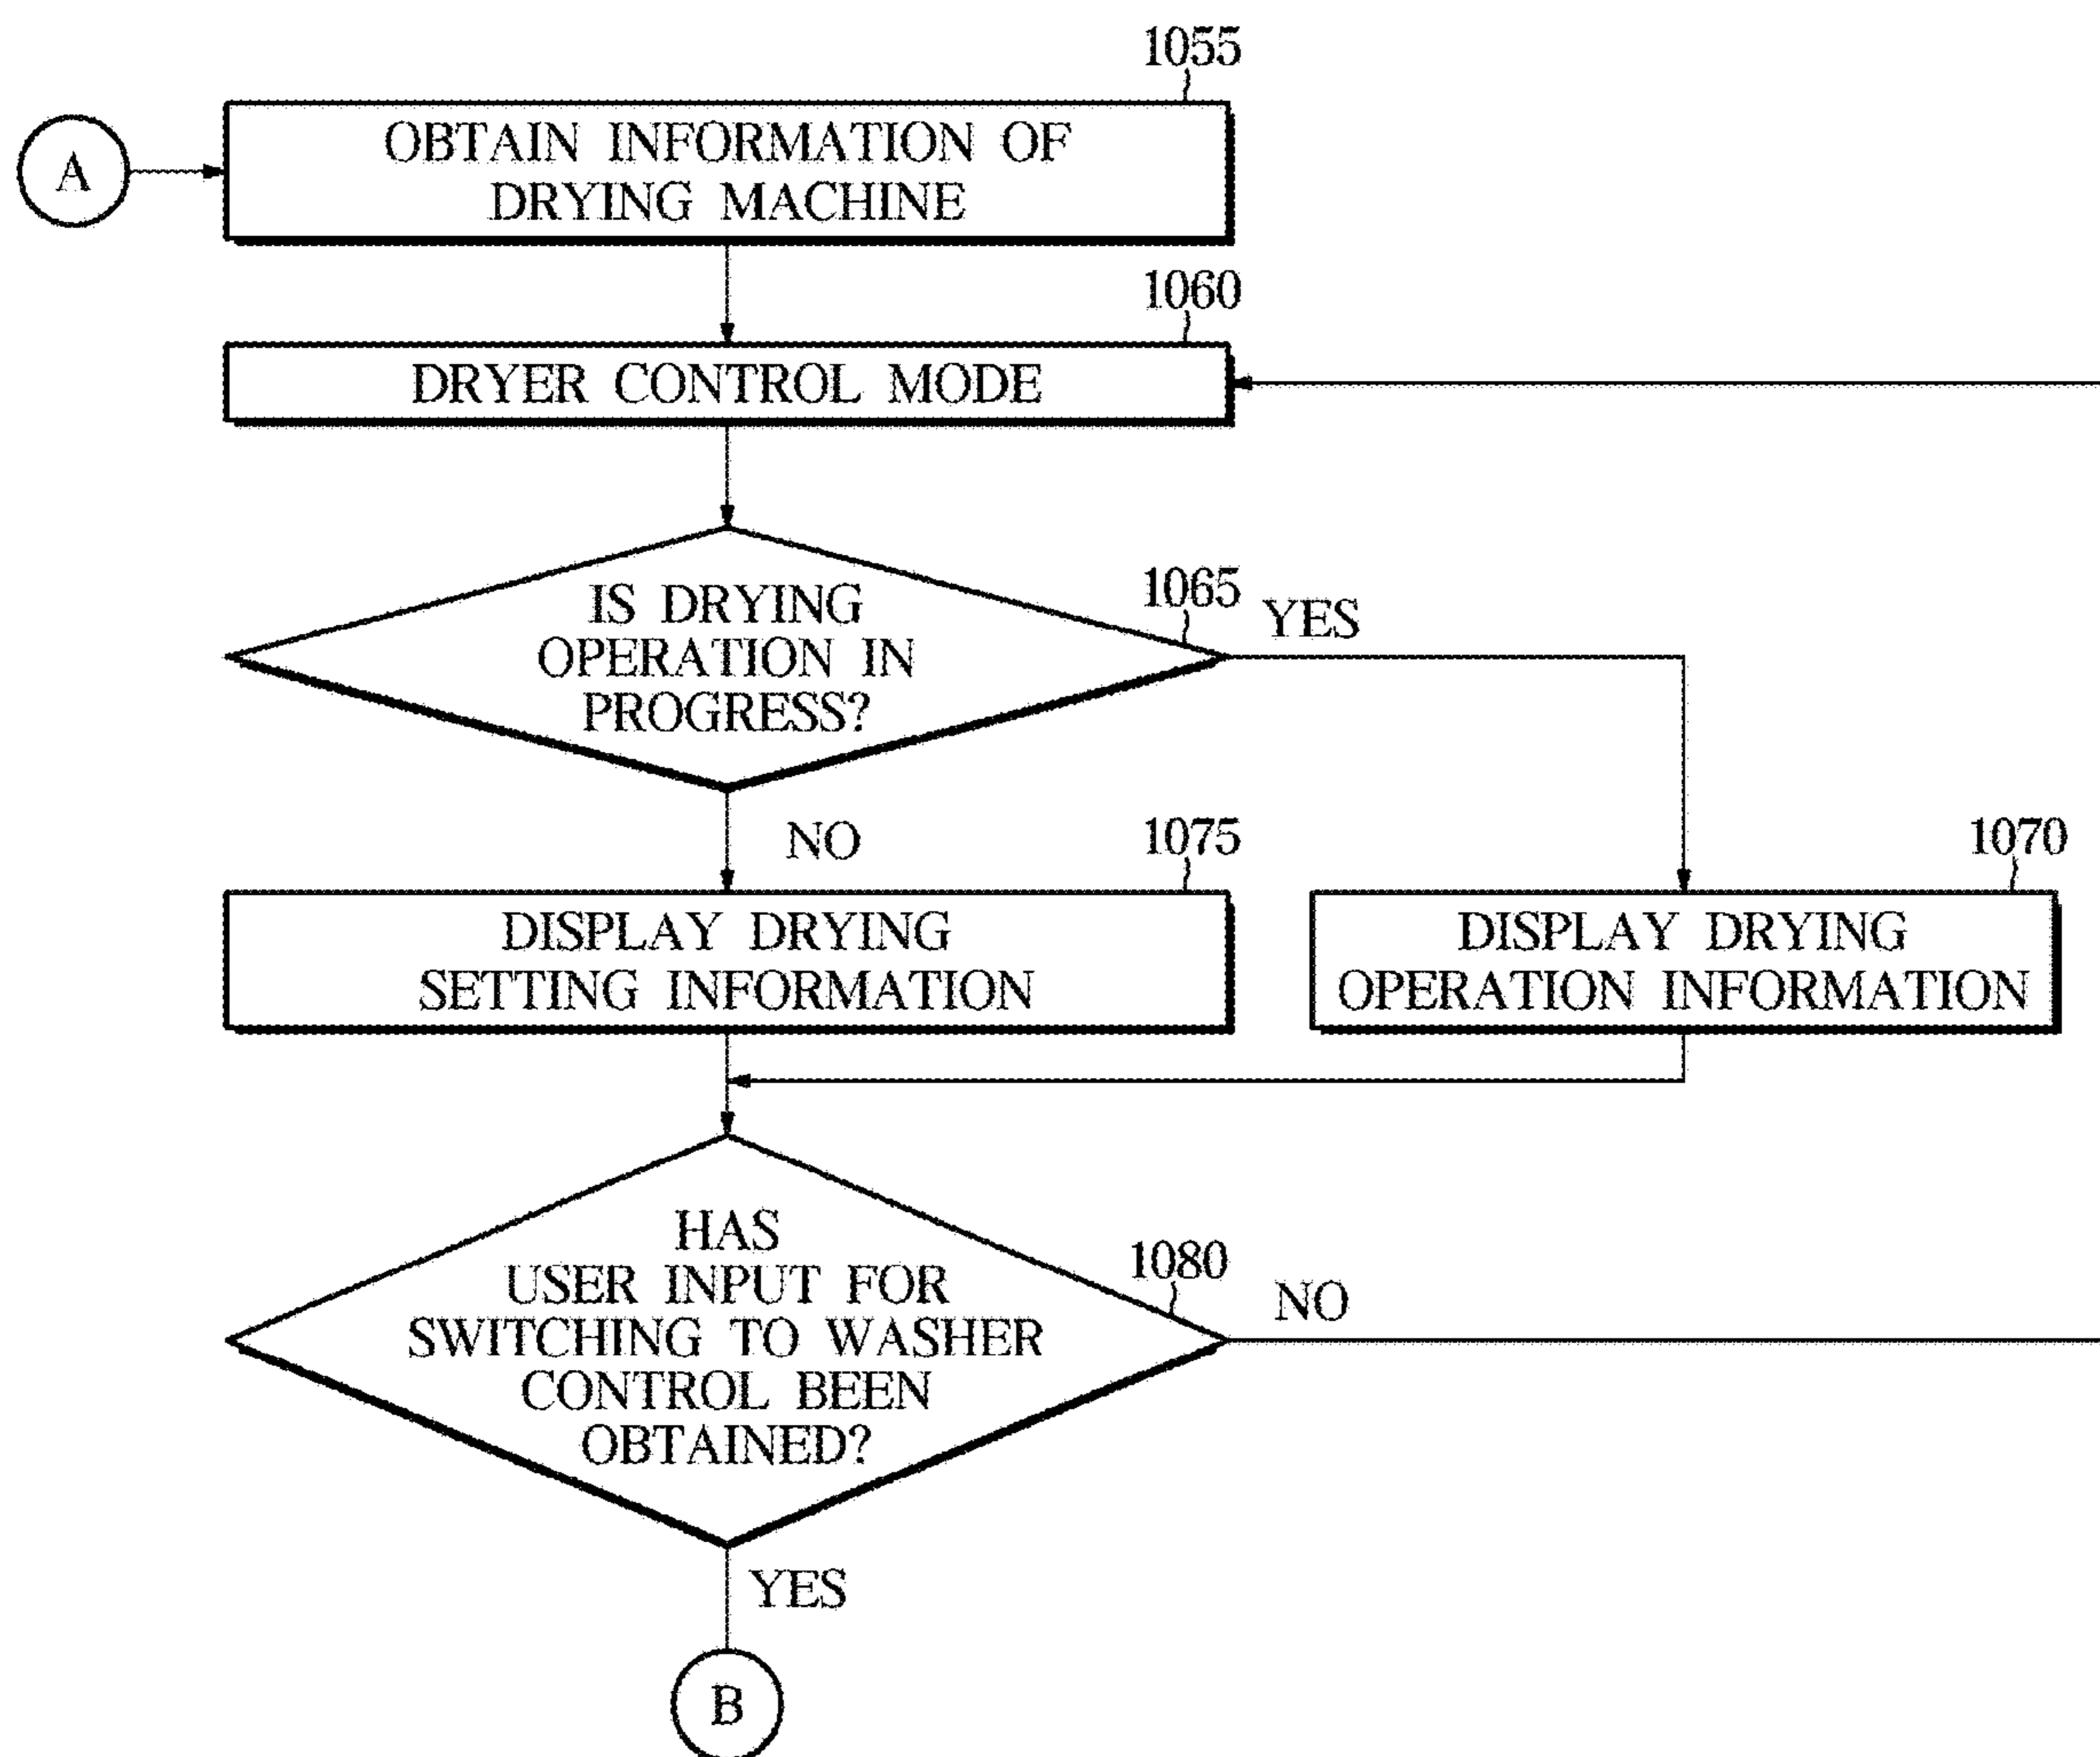 1055
A
OBTAIN INFORMATION OF
DRYING MACHINE
1060
DRYER CONTROL MODE
1065
IS DRYING
OPERATION IN
PROGRESS?
YES
NO
1075
DISPLAY DRYING
SETTING INFORMATION
1070
DISPLAY DRYING
OPERATION INFORMATION
HAS
USER INPUT FOR
SWITCHING TO WASHER
CONTROL BEEN
OBTAINED?
1080
NO
YES
B